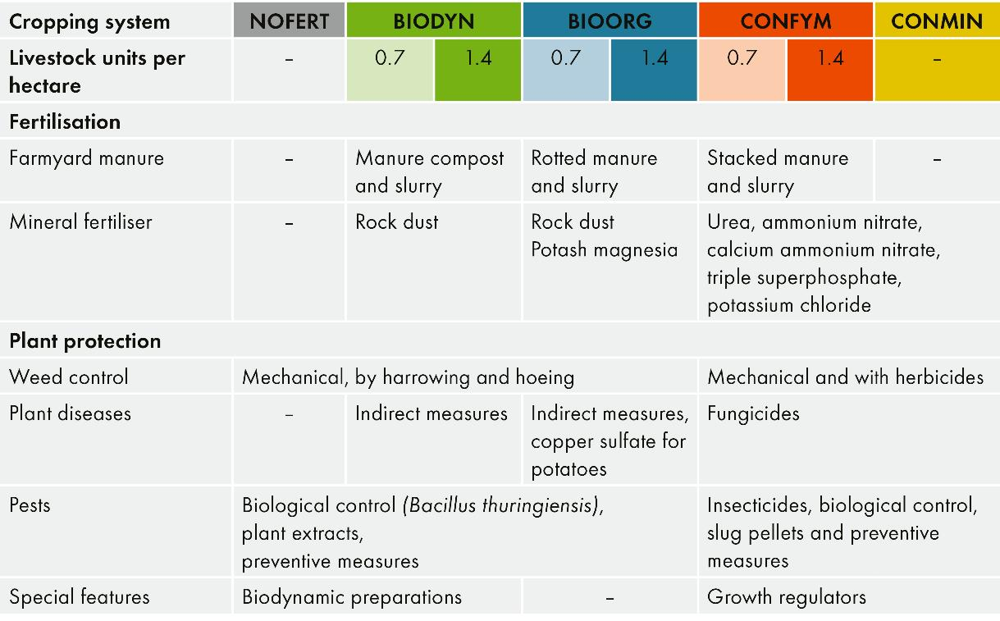 Cropping system NOFERT BIODYN BIOORG CONFYM CONMIN
Livestock units per hectare – 0.7 1.4 0.7 1.4 0.7 1.4 –
Fertilisation
Farmyard manure – Manure compost and slurry Rotted manure and slurry Stacked manure and slurry –
Mineral fertiliser – Rock dust Rock dust Potash magnesia Urea, ammonium nitrate, calcium ammonium nitrate, triple superphosphate, potassium chloride
Plant protection
Weed control Mechanical, by harrowing and hoeing Mechanical and with herbicides
Plant diseases – Indirect measures Indirect measures, copper sulfate for potatoes Fungicides
Pests Biological control (Bacillus thuringiensis), plant extracts, preventive measures Insecticides, biological control, slug pellets and preventive measures
Special features Biodynamic preparations – Growth regulators